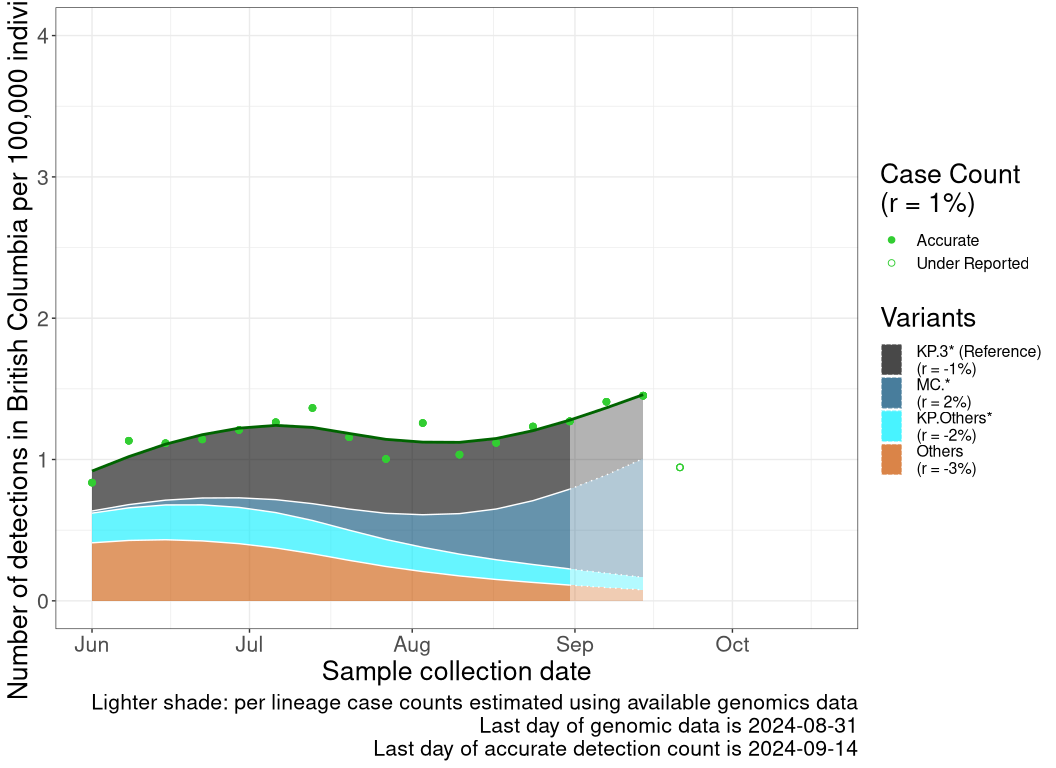 Number of detections in British Columbia per 100,000
4
3
2
1
0
Jun Jul Aug Sep Oct
Sample collection date
Lighter shade: per lineage case counts estimated using available genomics data
Last day of genomic data is 2024-08-31
Last day of accurate detection count is 2024-09-14
Case Count
(r = 1%)
Accurate
Under Reported
Variants
KP.3* (Reference)
(r = -1%)
MC.*
(r = 2%)
KP.Others*
(r = -2%)
Others
(r = -3%)